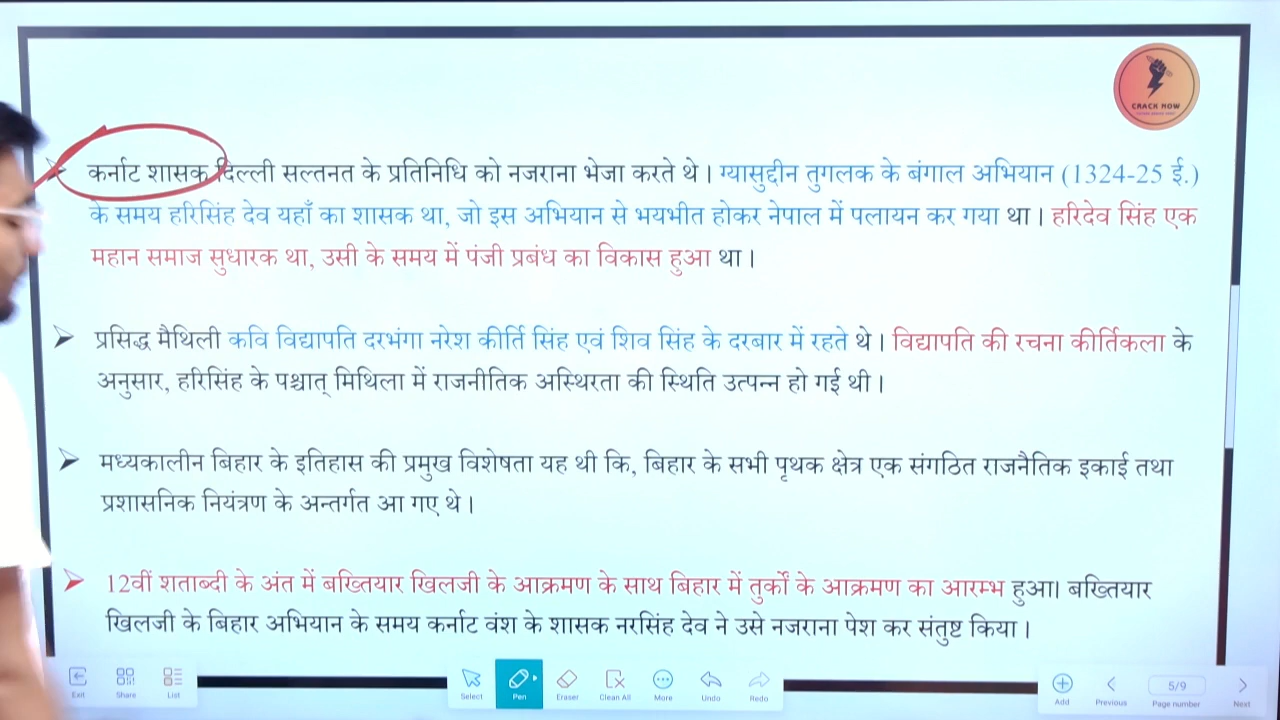 CRACK NOW
कर्नाट शासक दिल्ली सल्तनत के प्रतिनिधि को नजराना भेजा करते थे। ग्यासुद्दीन तुगलक के बंगाल अभियान (1324-25 ई.)
के समय हरिसिंह देव यहाँ का शासक था, जो इस अभियान से भयभीत होकर नेपाल में पलायन कर गया था। हरिदेव सिंह एक
महान समाज सुधारक था, उसी के समय में पंजी प्रबंध का विकास हुआ था।
प्रसिद्ध मैथिली कवि विद्यापति दरभंगा नरेश कीर्ति सिंह एवं शिव सिंह के दरबार में रहते थे। विद्यापति की रचना कीर्तिकला के
अनुसार, हरिसिंह के पश्चात् मिथिला में राजनीतिक अस्थिरता की स्थिति उत्पन्न हो गई थी।
मध्यकालीन बिहार के इतिहास की प्रमुख विशेषता यह थी कि, बिहार के सभी पृथक क्षेत्र एक संगठित राजनैतिक इकाई तथा
प्रशासनिक नियंत्रण के अन्तर्गत आ गए थे।
12वीं शताब्दी के अंत में बख्तियार खिलजी के आक्रमण के साथ बिहार में तुर्कों के आक्रमण का आरम्भ हुआ। बख्तियार
खिलजी के बिहार अभियान के समय कर्नाट वंश के शासक नरसिंह देव ने उसे नजराना पेश कर संतुष्ट किया।
Exit Share List Select Pen Eraser Clean All More Undo Redo Add Previous 5/9 Page number Next